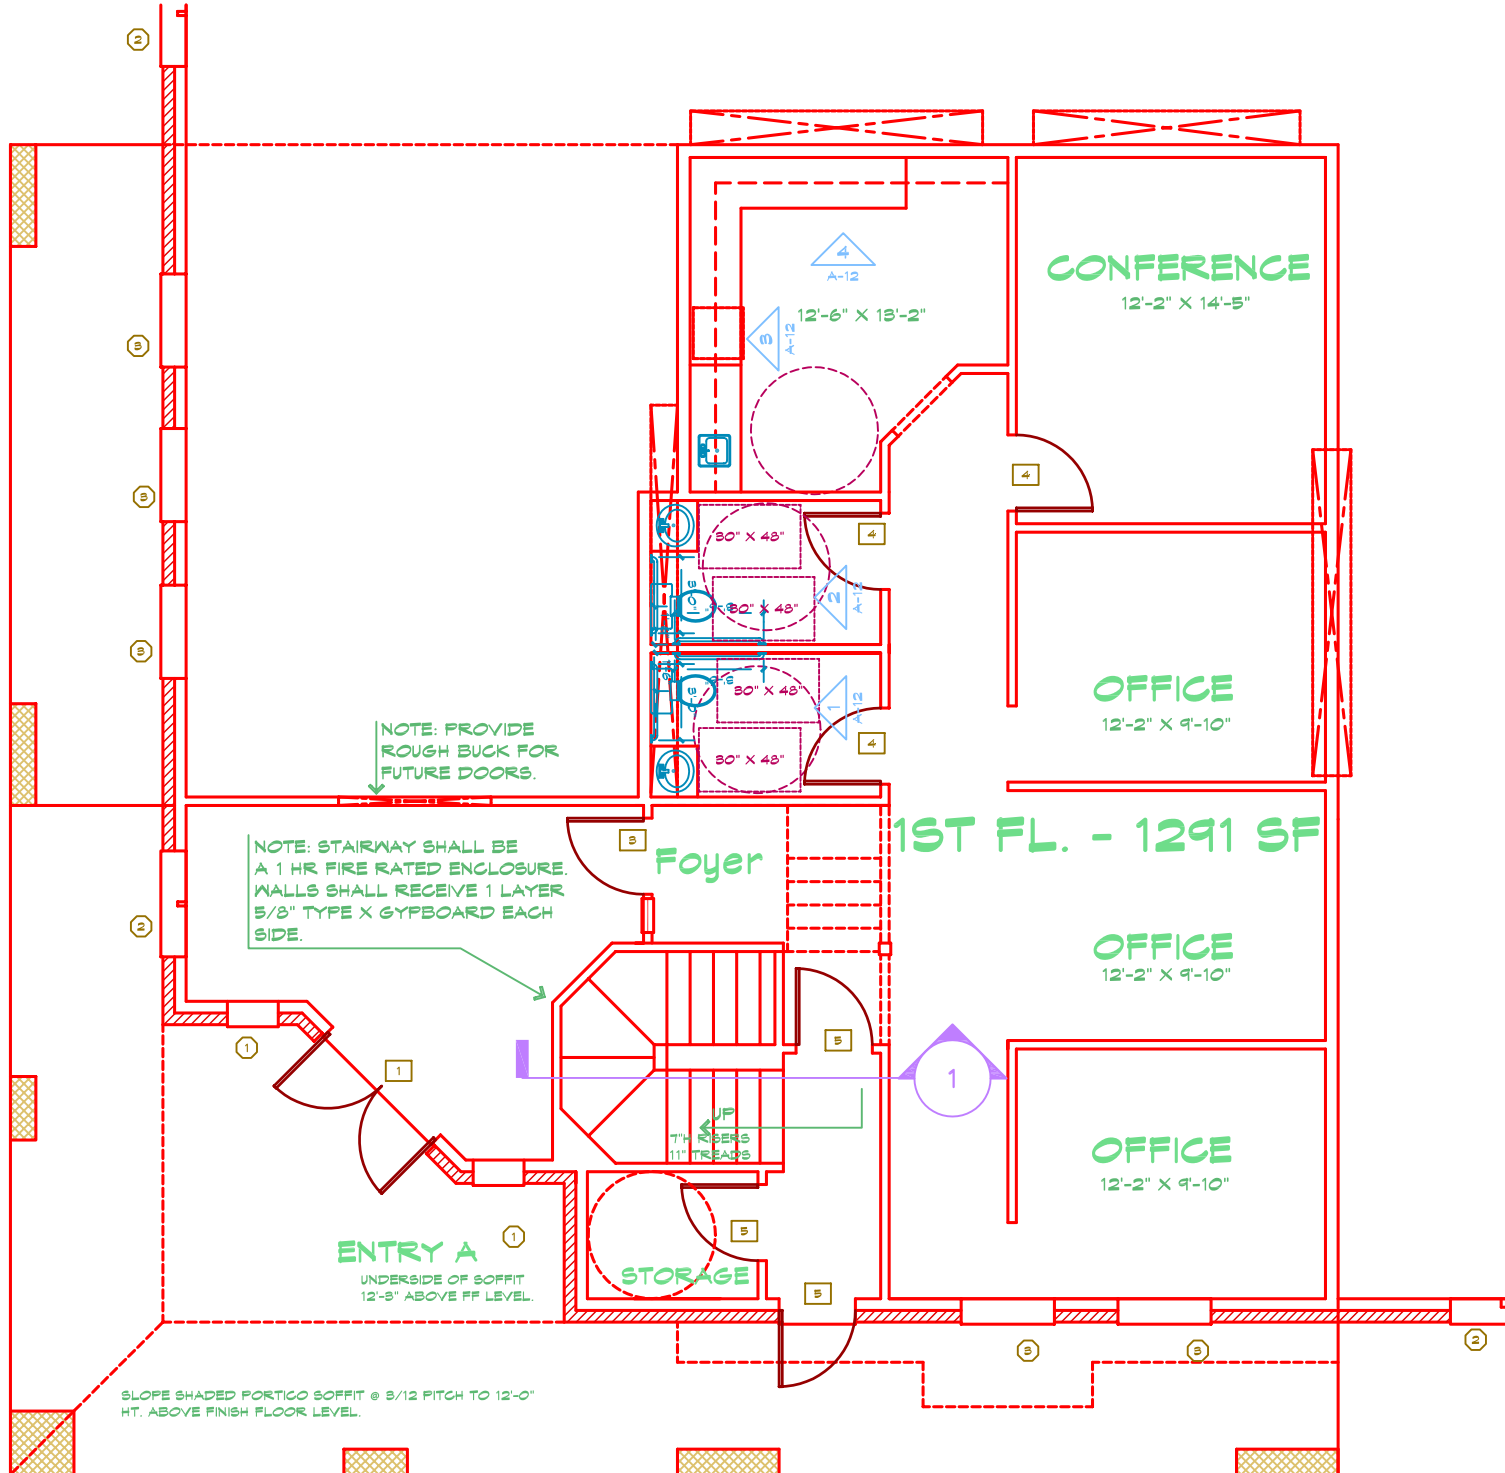 2
4
A-12
CONFERENCE
12'-2" X 14'-5"
12'-6" X 13'-2"
3
A-12
3
4
3
4
30" X 48"
2
A-12
3'-0"
30" X 48"
3
30" X 48"
1
A-12
3'-0"
OFFICE
12'-2" X 9'-10"
4
30" X 48"
NOTE: PROVIDE
ROUGH BUCK FOR
FUTURE DOORS.
1ST FL. - 1291 SF
3
Foyer
NOTE: STAIRWAY SHALL BE
A 1 HR FIRE RATED ENCLOSURE.
WALLS SHALL RECEIVE 1 LAYER
5/8" TYPE X GYPBOARD EACH
SIDE.
2
OFFICE
12'-2" X 9'-10"
1
5
1
1
UP
7"H RISERS
11" TREADS
OFFICE
12'-2" X 9'-10"
5
1
ENTRY A
UNDERSIDE OF SOFFIT
12'-3" ABOVE FF LEVEL.
STORAGE
5
3
3
2
SLOPE SHADED PORTICO SOFFIT @ 3/12 PITCH TO 12'-0"
HT. ABOVE FINISH FLOOR LEVEL.